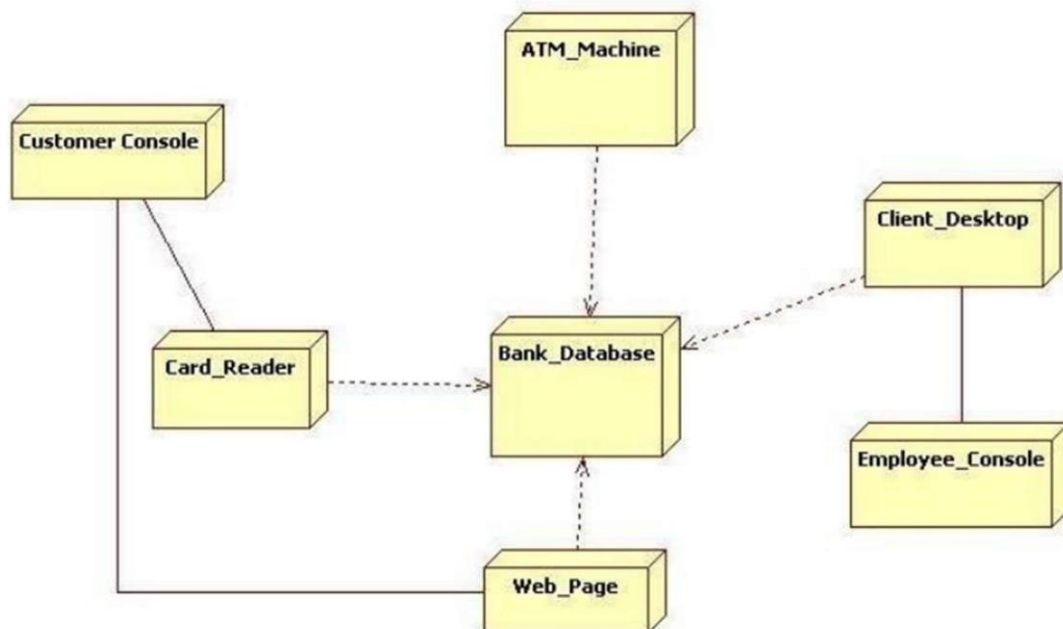 ATM_Machine
Customer Console
Client_Desktop
Bank_Database
Card_Reader
Employee_Console
Web_Page